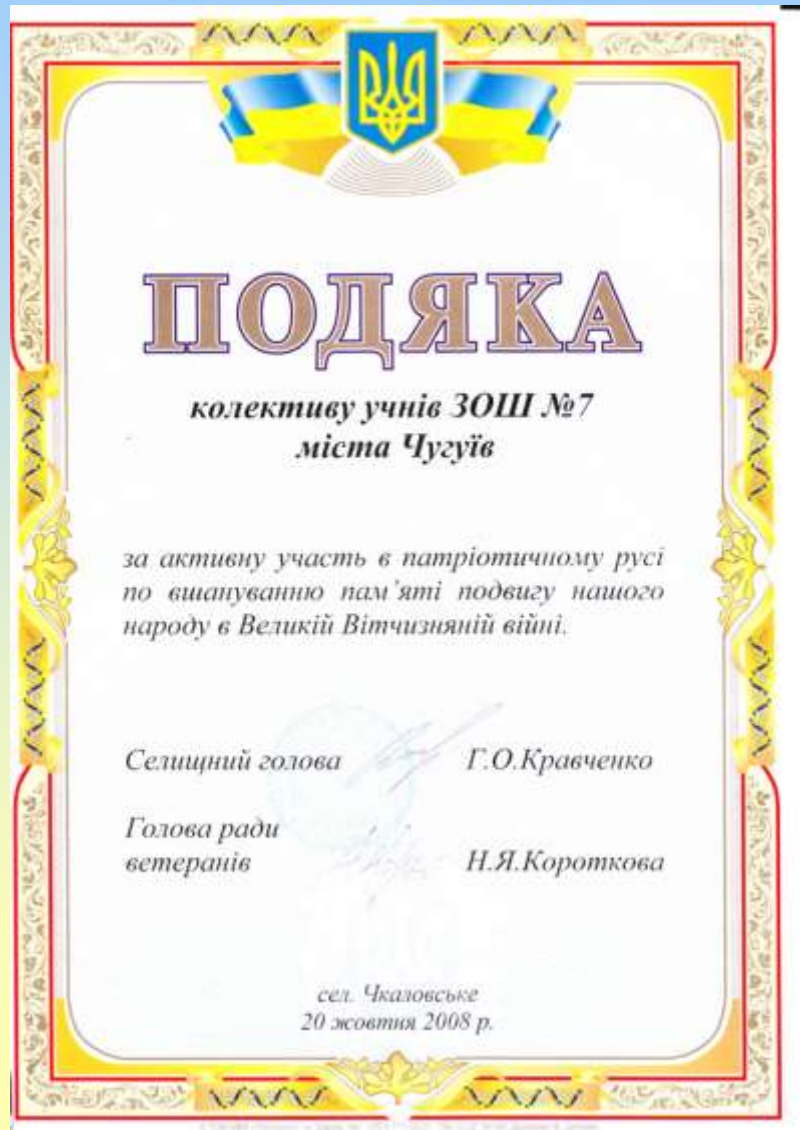 ПОДЯКА
колективу учнів ЗОШ №7
міста Чугуїв
за активну участь в патріотичному русі
по вшануванню пам’яті подвигу нашого
народу в Великій Вітчизняній війні.
Селищний голова Г.О.Кравченко
Голова ради
ветеранів Н.Я.Короткова
сел. Чкаловське
20 жовтня 2008 р.